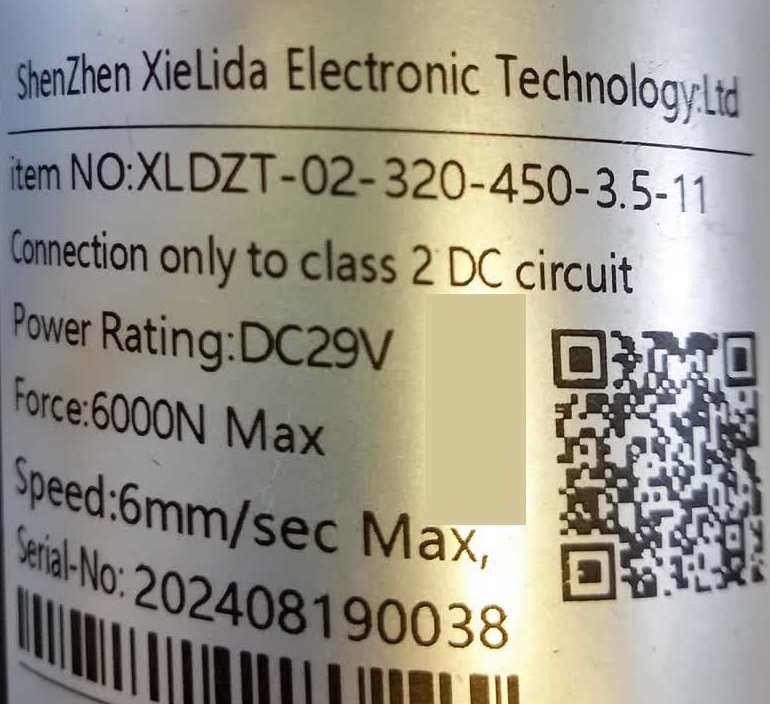 ShenZhen XieLida Electronic Technology.Ltd
item NO:XLDZT-02-320-450-3.5-11
Connection only to class 2 DC circuit
Power Rating:DC29V
Force:6000N Max
Speed:6mm/sec Max,
Serial-No: 202408190038